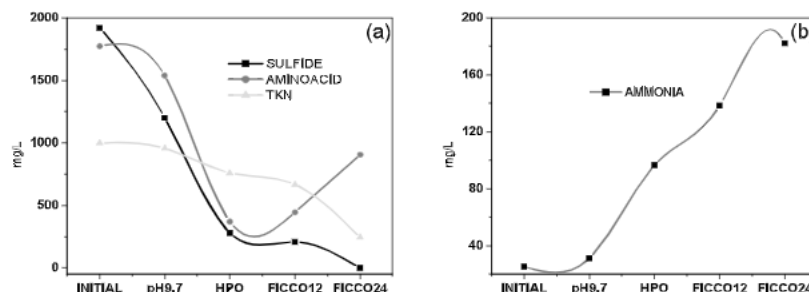 2000
1500
1000
500
0
mg/L
(a)
SULFİDE
AMİNOACİD
TKN
INITIAL pH9.7 HPO FICCO12 FICCO24
200
160
120
80
40
mg/L
(b)
AMMONIA
INITIAL pH9.7 HPO FICCO12 FICCO24